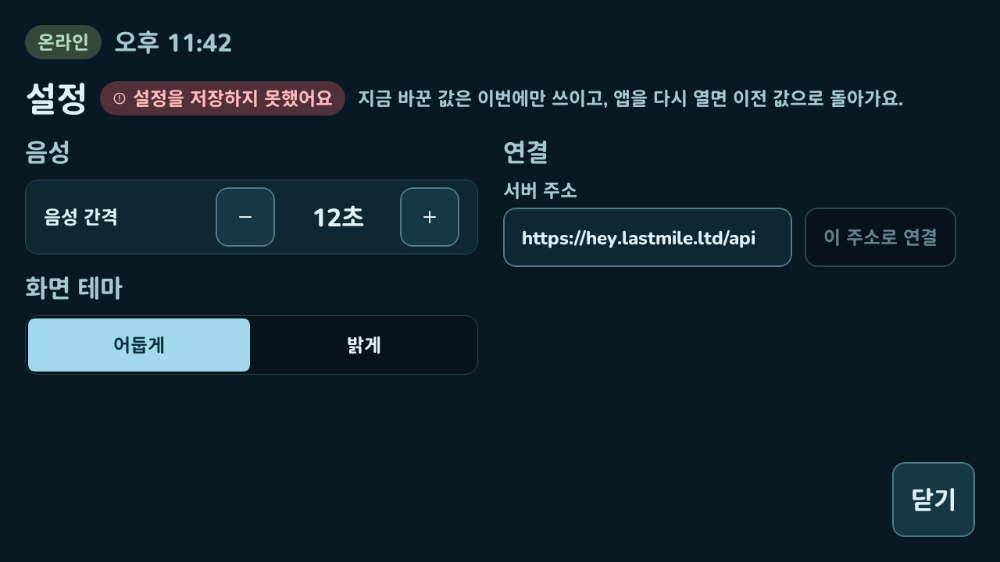 온라인 오후 11:42
설정 설정을 저장하지 못했어요 지금 바꾼 값은 이번에만 쓰이고, 앱을 다시 열면 이전 값으로 돌아가요.
음성
음성 간격 − 12초 +
화면 테마
어둡게 밝게
연결
서버 주소
https://hey.lastmile.ltd/api 이 주소로 연결
닫기